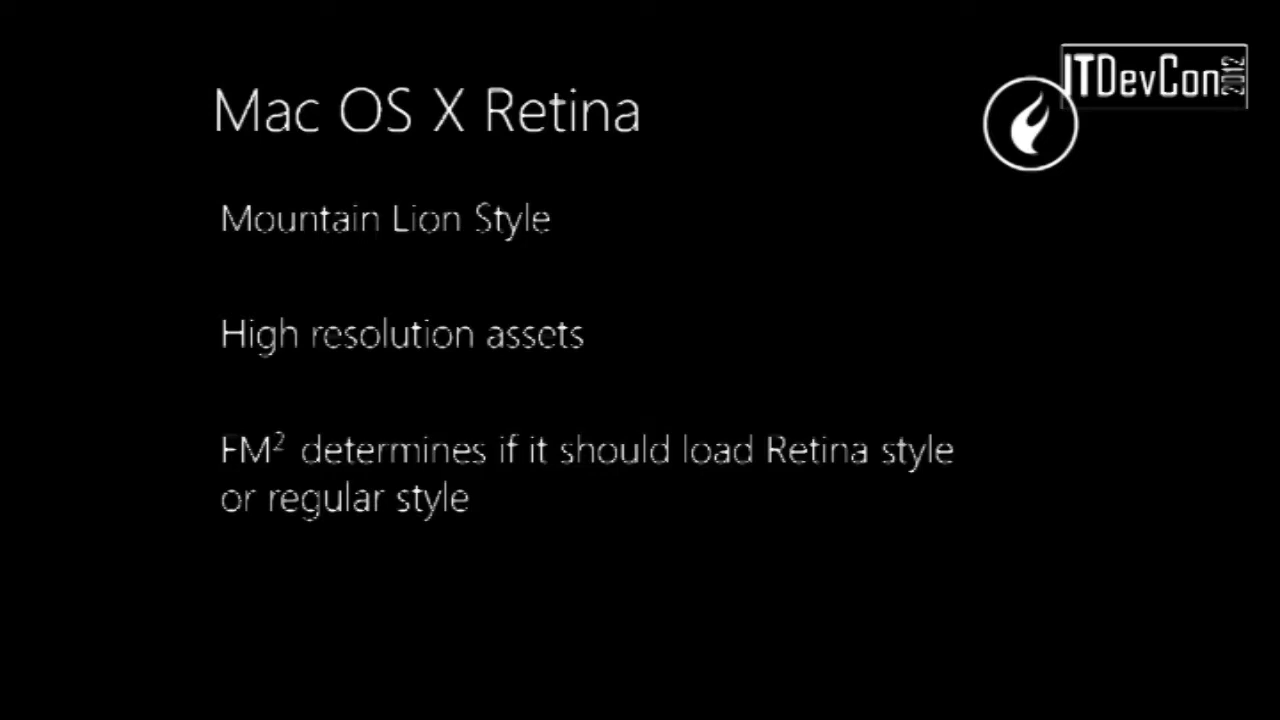 ITDevCon 2012
Mac OS X Retina
Mountain Lion Style
High resolution assets
FM² determines if it should load Retina style
or regular style